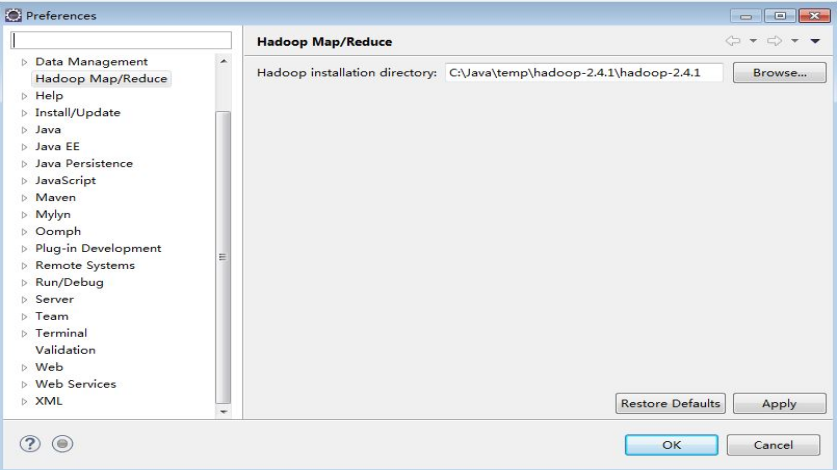 Preferences
Data Management
Hadoop Map/Reduce
Help
Install/Update
Java
Java EE
Java Persistence
JavaScript
Maven
Mylyn
Oomph
Plug-in Development
Remote Systems
Run/Debug
Server
Team
Terminal
Validation
Web
Web Services
XML
Hadoop Map/Reduce
Hadoop installation directory: C:\Java\temp\hadoop-2.4.1\hadoop-2.4.1 Browse...
Restore Defaults Apply
? OK Cancel